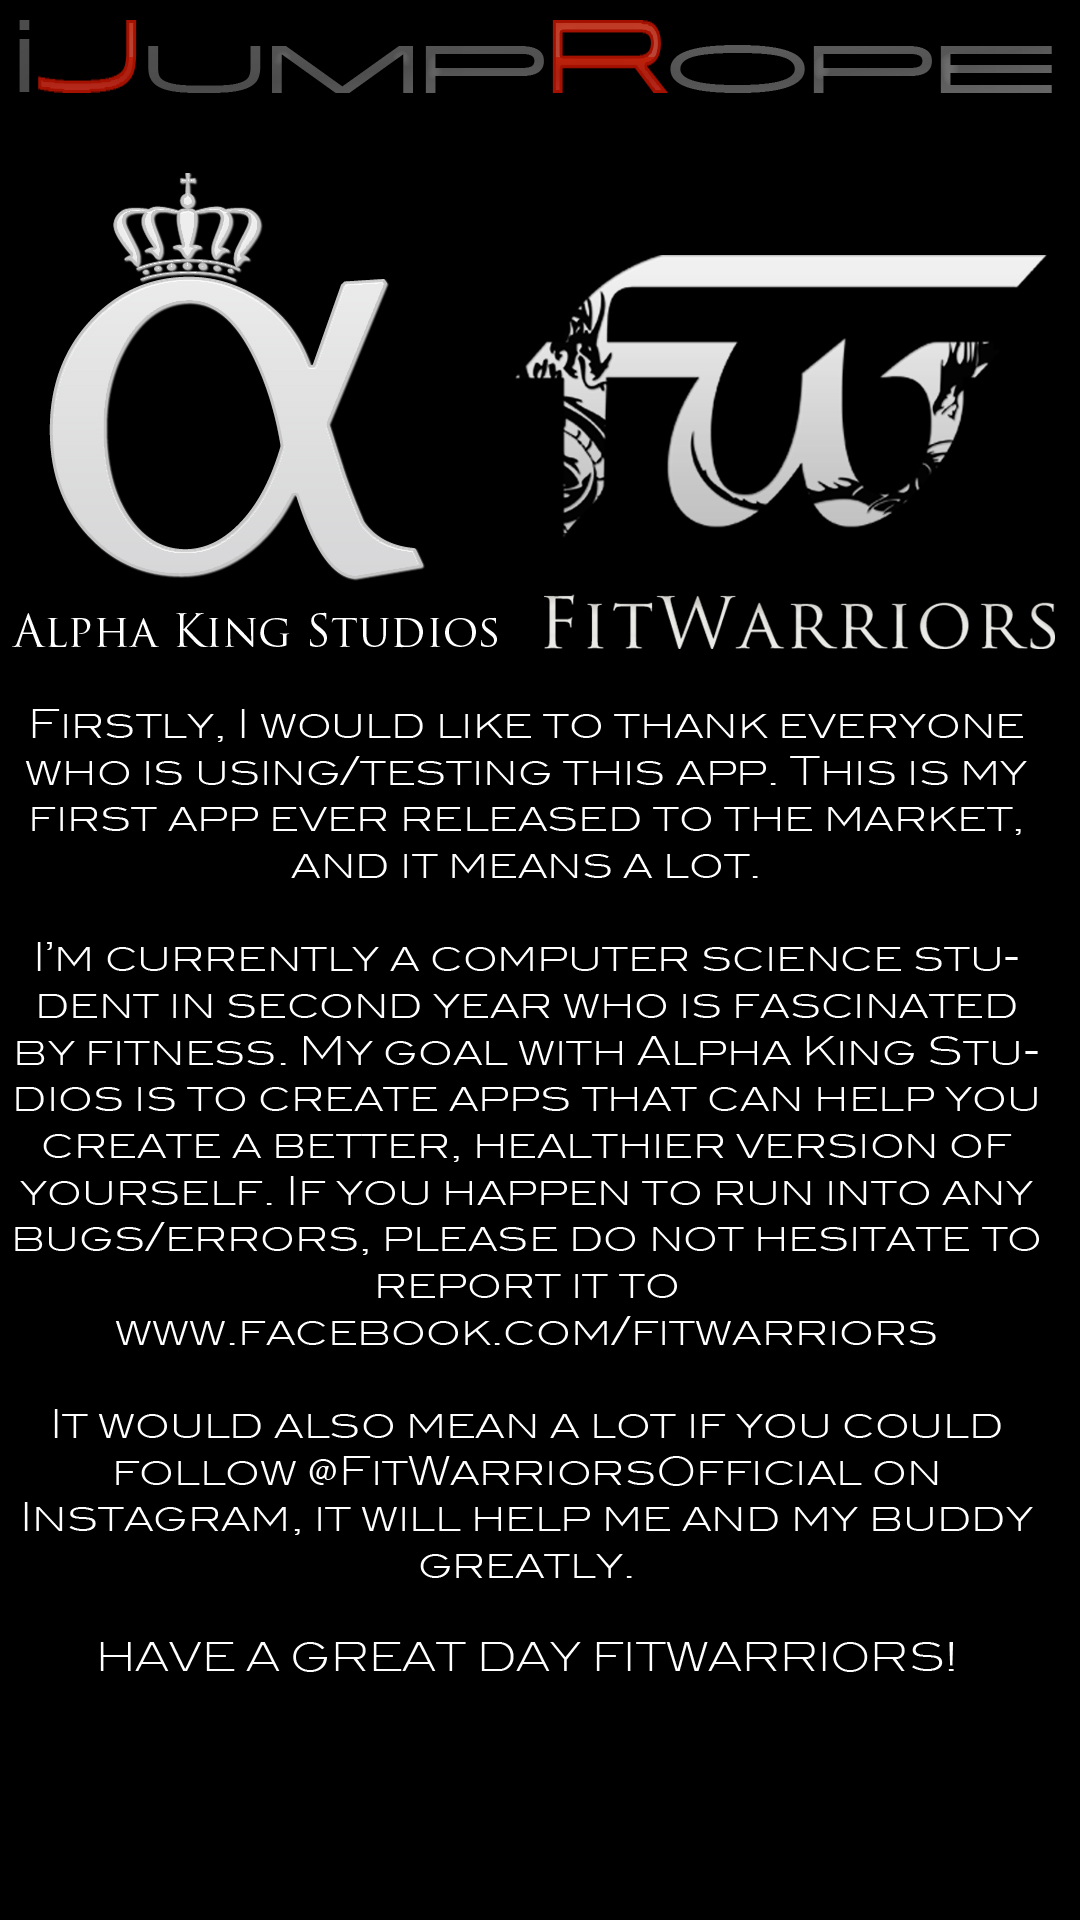 iJumpRope
Alpha King Studios
FitWarriors
Firstly, I would like to thank everyone
who is using/testing this app. This is my
first app ever released to the market,
and it means a lot.
I'm currently a computer science stu-
dent in second year who is fascinated
by fitness. My goal with Alpha King Stu-
dios is to create apps that can help you
create a better, healthier version of
yourself. If you happen to run into any
bugs/errors, please do not hesitate to
report it to
www.facebook.com/fitwarriors
It would also mean a lot if you could
follow @FitWarriorsOfficial on
Instagram, it will help me and my buddy
greatly.
HAVE A GREAT DAY FITWARRIORS!